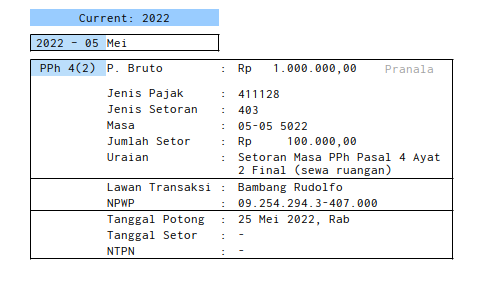 Current: 2022
2022 - 05 Mei
PPh 4(2) P. Bruto : Rp 1.000.000,00 Pranala
Jenis Pajak : 411128
Jenis Setoran : 403
Masa : 05-05 5022
Jumlah Setor : Rp 100.000,00
Uraian : Setoran Masa PPh Pasal 4 Ayat
2 Final (sewa ruangan)
Lawan Transaksi : Bambang Rudolfo
NPWP : 09.254.294.3-407.000
Tanggal Potong : 25 Mei 2022, Rab
Tanggal Setor : -
NTPN : -